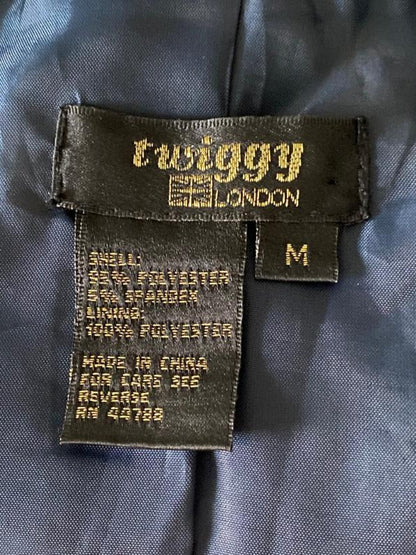 twiggy
LONDON
M
SHELL:
95% POLYESTER
5% SPANDEX
LINING:
100% POLYESTER
MADE IN CHINA
FOR CARE SEE
REVERSE
RN 44788